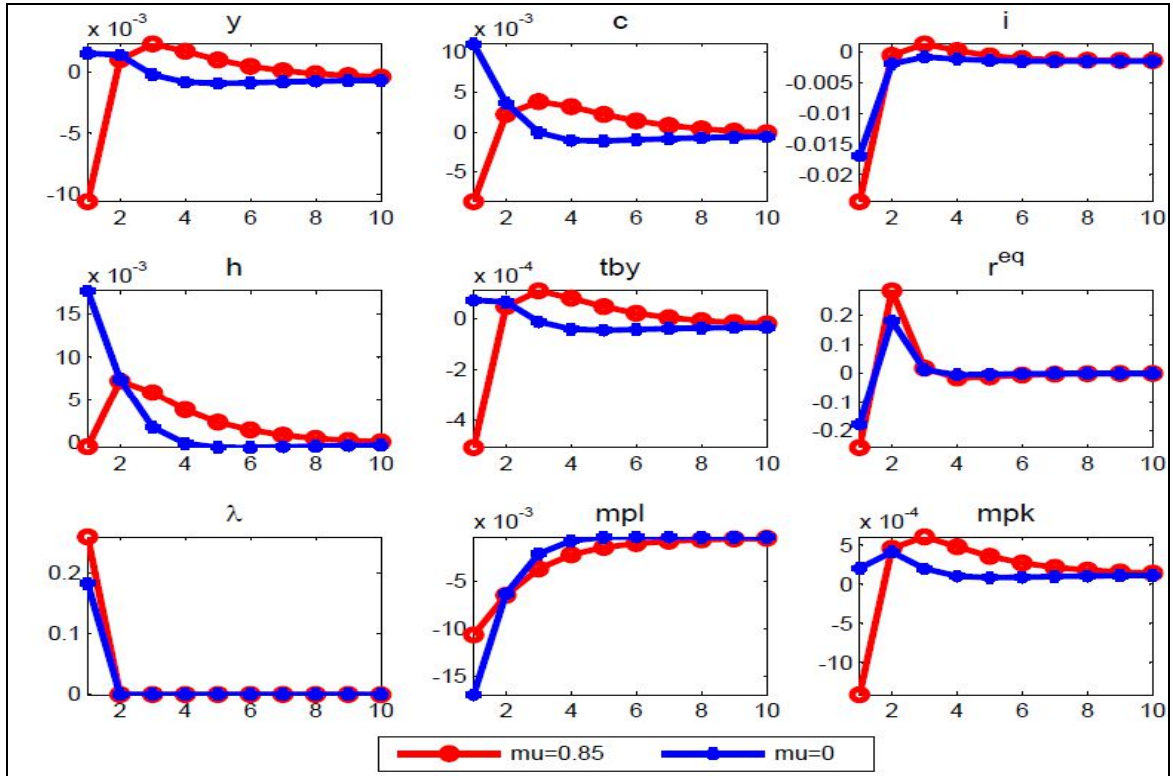 y c i
x 10^-3 x 10^-3
0 10 0
-5 5 -0.005
-10 0 -0.01
-5 -0.015
-0.02
2 4 6 8 10 2 4 6 8 10 2 4 6 8 10
h tby r^eq
x 10^-3 x 10^-4
15 0 0.2
10 -2 0.1
5 -4 0
0 -0.1
-0.2
2 4 6 8 10 2 4 6 8 10 2 4 6 8 10
λ mpl mpk
x 10^-3 x 10^-4
0.2 -5 5
0.1 -10 0
0 -15 -5
-10
2 4 6 8 10 2 4 6 8 10 2 4 6 8 10
mu=0.85 mu=0